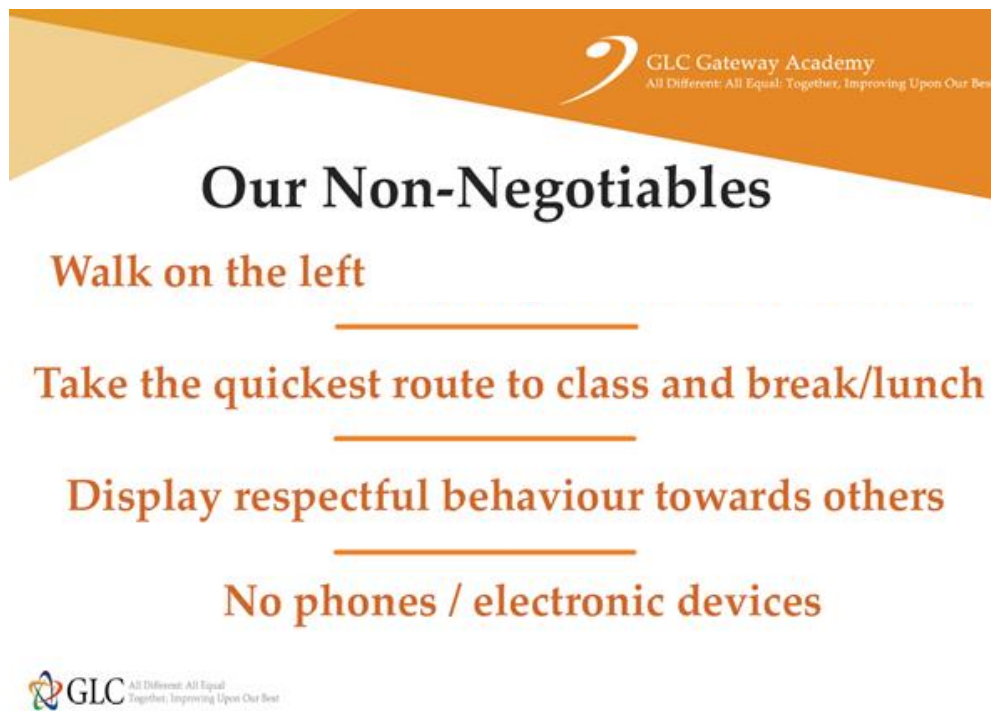 GLC Gateway Academy
All Different: All Equal: Together, Improving Upon Our Best
Our Non-Negotiables
Walk on the left
Take the quickest route to class and break/lunch
Display respectful behaviour towards others
No phones / electronic devices
GLC
All Different: All Equal
Together, Improving Upon Our Best